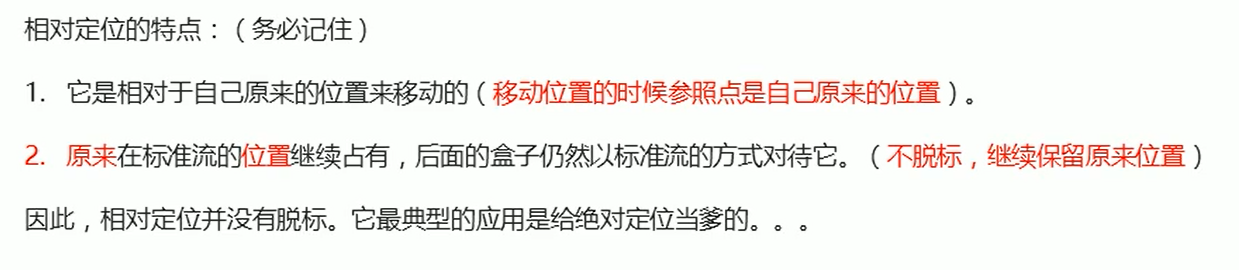 相对定位的特点：（务必记住）
1. 它是相对于自己原来的位置来移动的（移动位置的时候参照点是自己原来的位置）。
2. 原来在标准流的位置继续占有，后面的盒子仍然以标准流的方式对待它。（不脱标，继续保留原来位置）
因此，相对定位并没有脱标。它最典型的应用是给绝对定位当爹的。。。